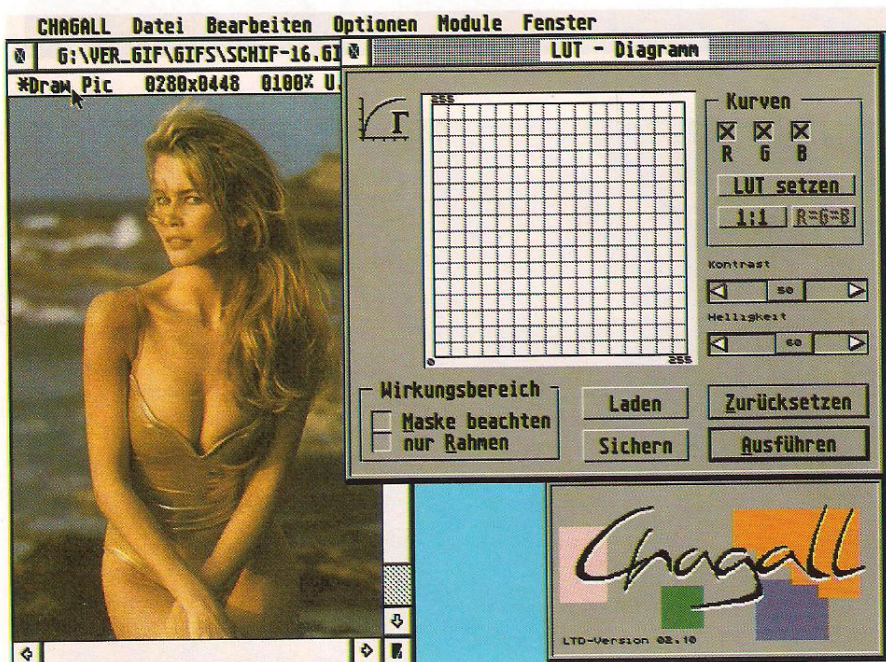 CHAGALL Datei Bearbeiten Optionen Module Fenster
G:\VER_GIF\GIFS\SCHIF-16.GI
LUT - Diagramm
*Draw Pic 0280x0448 0100% U.
255
Γ
0
255
Kurven
R G B
LUT setzen
1:1 R=G=B
Kontrast
50
Helligkeit
60
Wirkungsbereich
Maske beachten
nur Rahmen
Laden
Sichern
Zurücksetzen
Ausführen
Chagall
LTD-Version 02.10